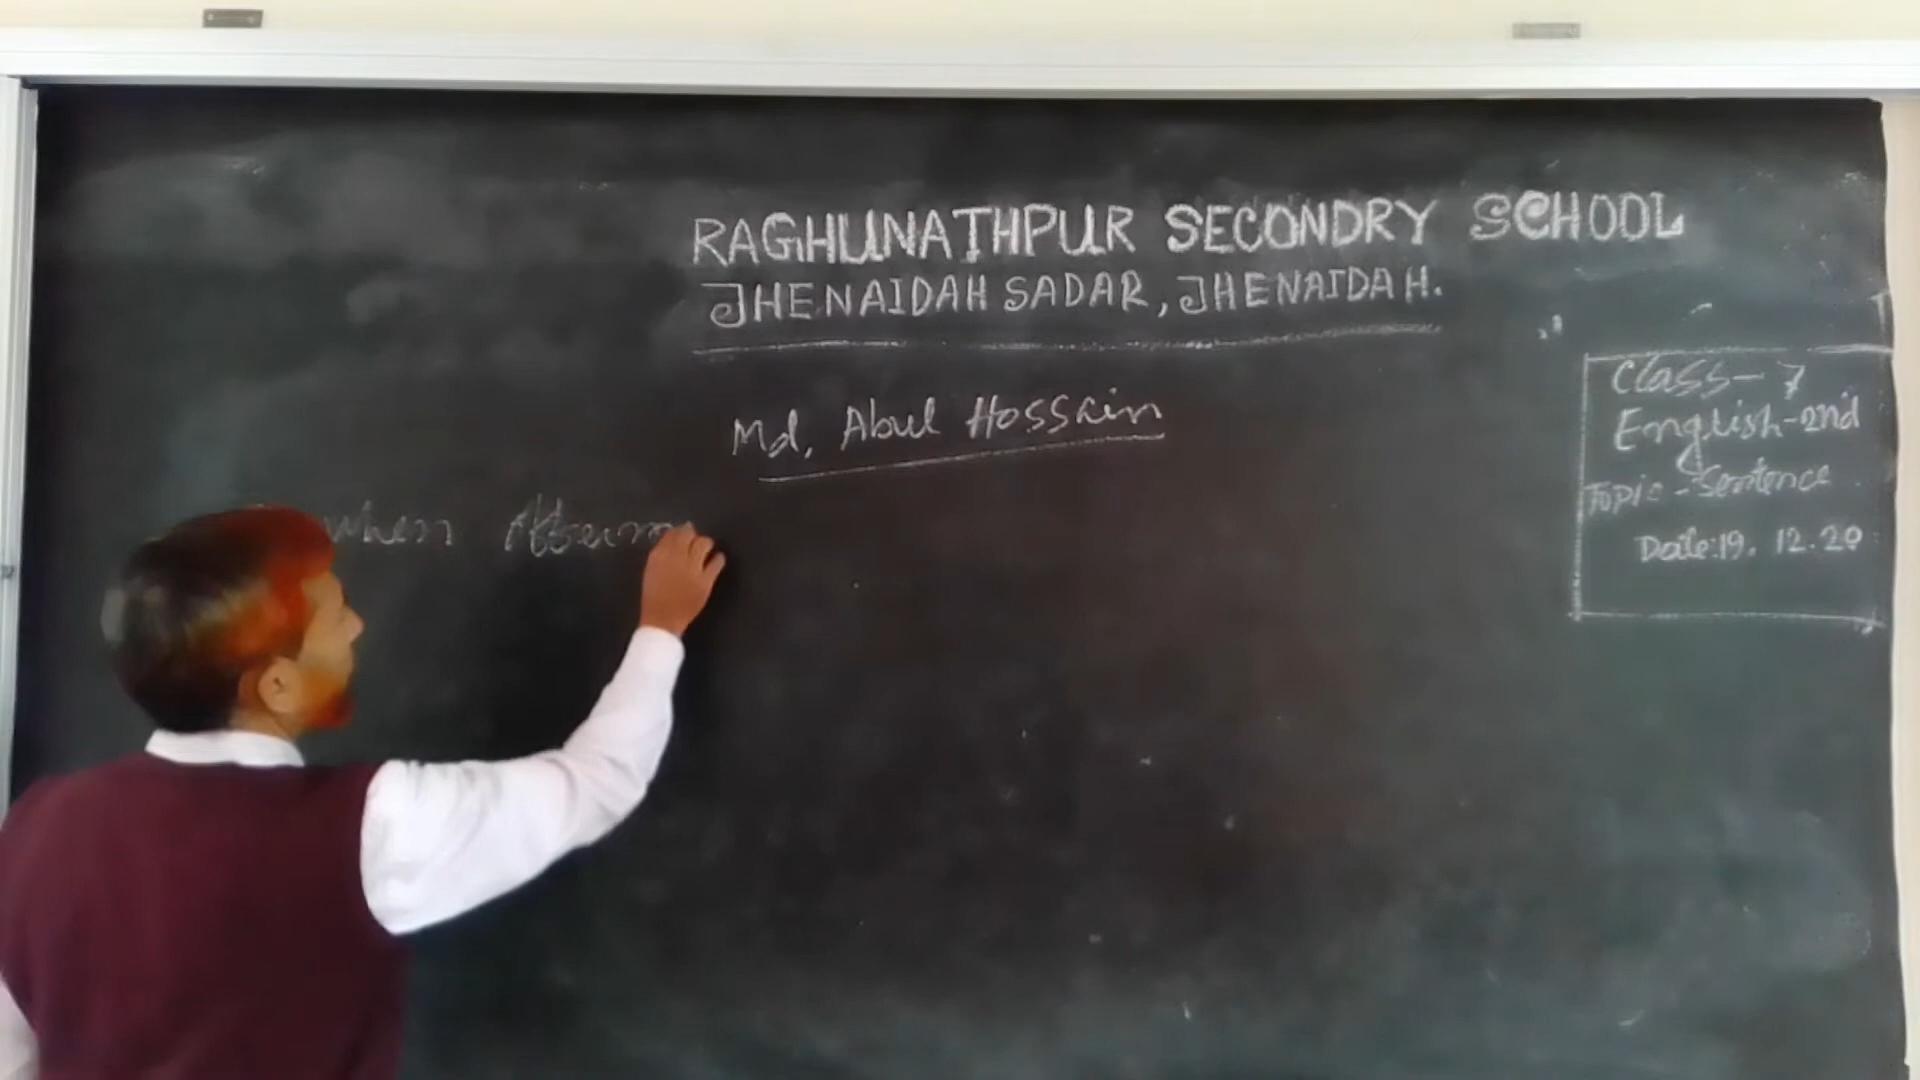 RAGHUNATHPUR SECONDRY SCHOOL
JHENAIDAH SADAR, JHENAIDAH.
Md. Abul Hossain
when
Class-7
English-2nd
Topic-Sentence
Date:19.12.20